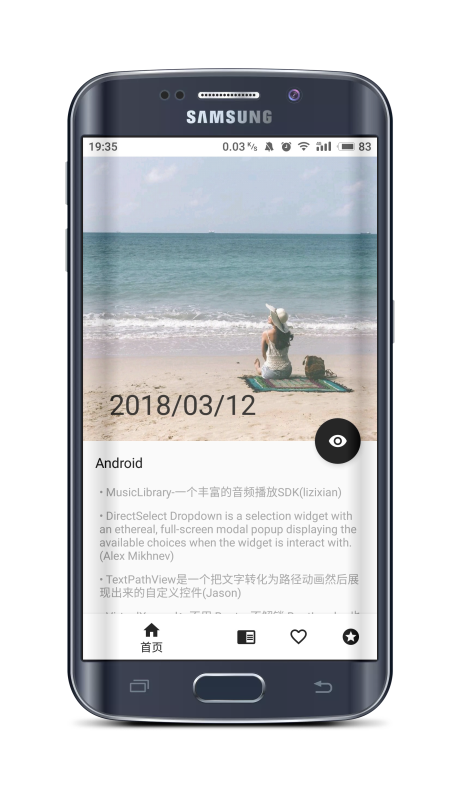 SAMSUNG
19:35 0.03 K/s 83
2018/03/12
Android
• MusicLibrary-一个丰富的音频播放SDK(lizixian)
• DirectSelect Dropdown is a selection widget with
an ethereal, full-screen modal popup displaying the
available choices when the widget is interact with.
(Alex Mikhnev)
• TextPathView是一个把文字转化为路径动画然后展
现出来的自定义控件(Jason)
首页